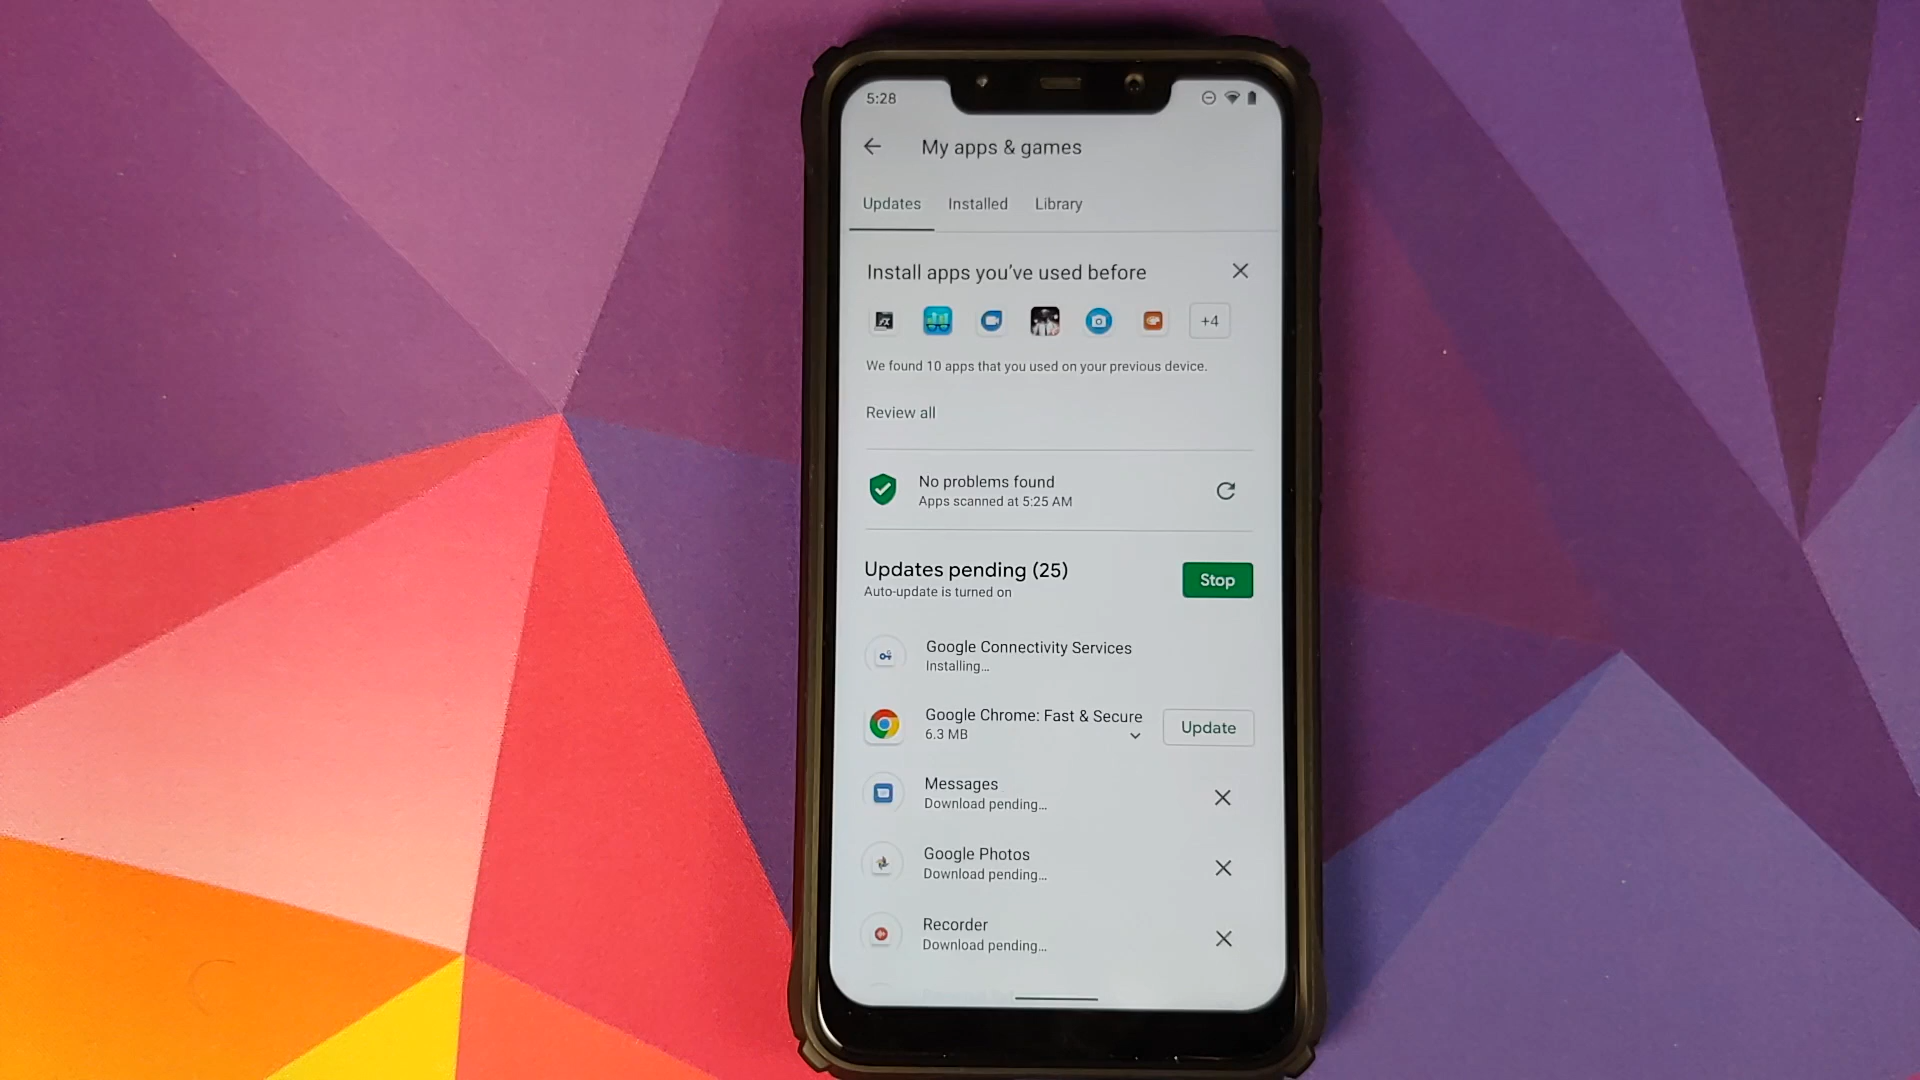 5:28
My apps & games
Updates Installed Library
Install apps you've used before
+4
We found 10 apps that you used on your previous device.
Review all
No problems found
Apps scanned at 5:25 AM
Updates pending (25)
Auto-update is turned on
Stop
Google Connectivity Services
Installing...
Google Chrome: Fast & Secure
6.3 MB
Update
Messages
Download pending...
Google Photos
Download pending...
Recorder
Download pending...